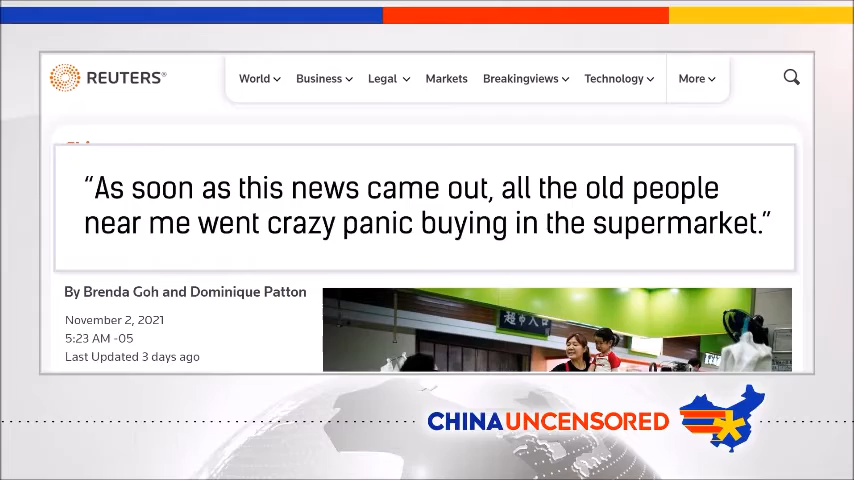 REUTERS®
World Business Legal Markets Breakingviews Technology More
“As soon as this news came out, all the old people
near me went crazy panic buying in the supermarket.”
By Brenda Goh and Dominique Patton
November 2, 2021
5:23 AM -05
Last Updated 3 days ago
超市入口
CHINAUNCENSORED